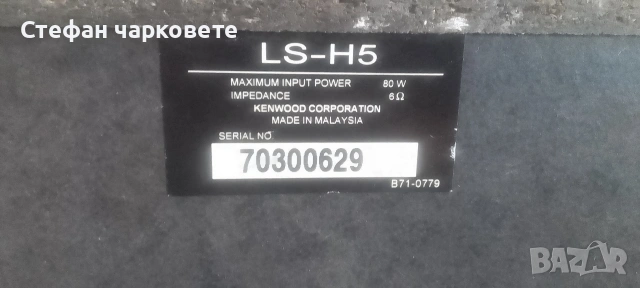 Стефан чарковете
LS-H5
MAXIMUM INPUT POWER 80 W
IMPEDANCE 6Ω
KENWOOD CORPORATION
MADE IN MALAYSIA
SERIAL NO.
70300629
B71-0779
BAZAR